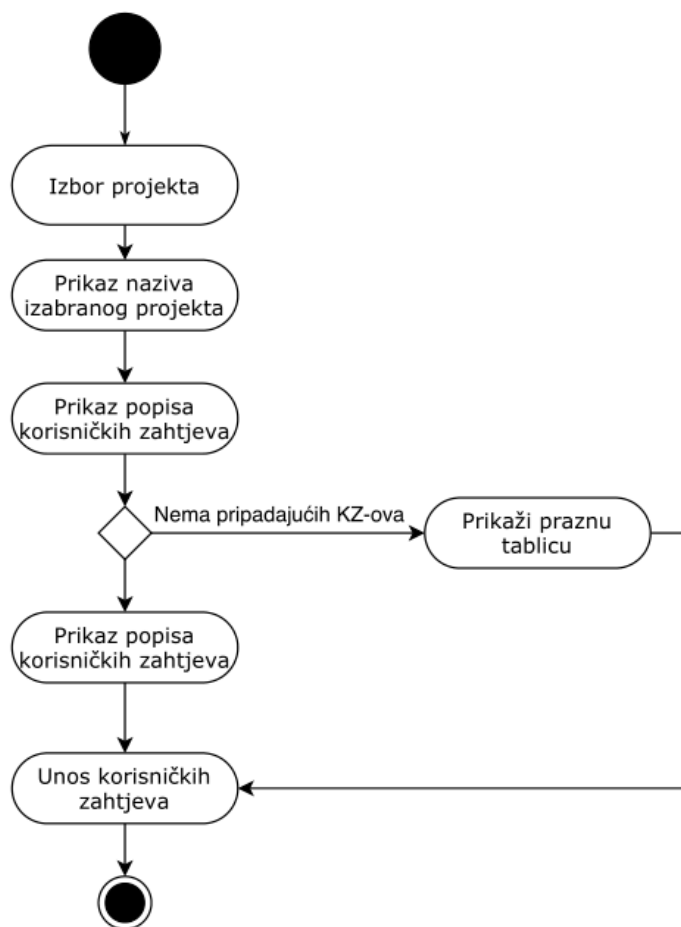 Izbor projekta
Prikaz naziva
izabranog projekta
Prikaz popisa
korisničkih zahtjeva
Nema pripadajućih KZ-ova
Prikaži praznu
tablicu
Prikaz popisa
korisničkih zahtjeva
Unos korisničkih
zahtjeva